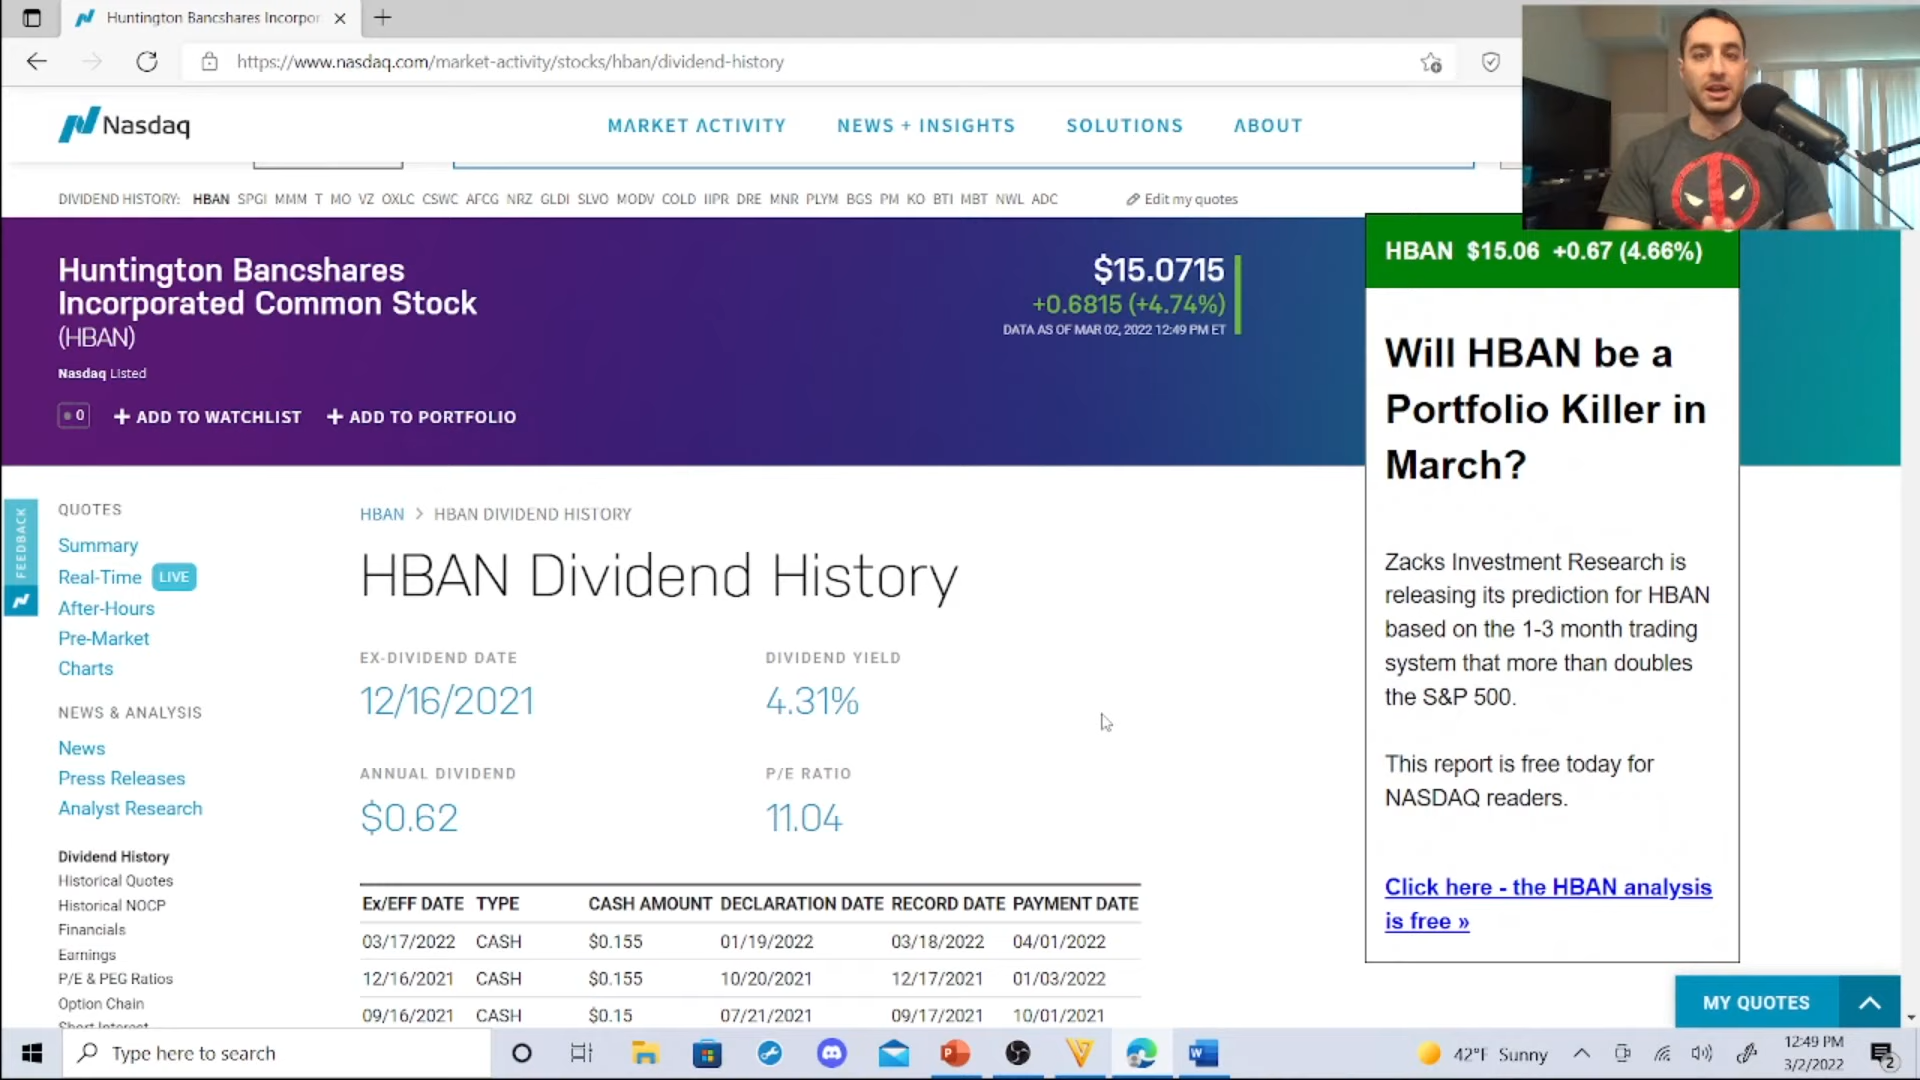 Huntington Bancshares Incorpor
https://www.nasdaq.com/market-activity/stocks/hban/dividend-history
Nasdaq
MARKET ACTIVITY NEWS + INSIGHTS SOLUTIONS ABOUT
DIVIDEND HISTORY: HBAN SPGI MMM T MO VZ OXLC CSWC AFCG NRZ GLDI SLVO MODV COLD IIPR DRE MNR PLYM BGS PM KO BTI MBT NWL ADC Edit my quotes
Huntington Bancshares
Incorporated Common Stock
(HBAN)
Nasdaq Listed
0 + ADD TO WATCHLIST + ADD TO PORTFOLIO
$15.0715
+0.6815 (+4.74%)
DATA AS OF MAR 02, 2022 12:49 PM ET
HBAN $15.06 +0.67 (4.66%)
Will HBAN be a
Portfolio Killer in
March?
Zacks Investment Research is
releasing its prediction for HBAN
based on the 1-3 month trading
system that more than doubles
the S&P 500.
This report is free today for
NASDAQ readers.
Click here - the HBAN analysis
is free »
FEEDBACK
QUOTES
Summary
Real-Time LIVE
After-Hours
Pre-Market
Charts
NEWS & ANALYSIS
News
Press Releases
Analyst Research
Dividend History
Historical Quotes
Historical NOCP
Financials
Earnings
P/E & PEG Ratios
Option Chain
Short Interest
HBAN > HBAN DIVIDEND HISTORY
HBAN Dividend History
EX-DIVIDEND DATE DIVIDEND YIELD
12/16/2021 4.31%
ANNUAL DIVIDEND P/E RATIO
$0.62 11.04
Ex/EFF DATE TYPE CASH AMOUNT DECLARATION DATE RECORD DATE PAYMENT DATE
03/17/2022 CASH $0.155 01/19/2022 03/18/2022 04/01/2022
12/16/2021 CASH $0.155 10/20/2021 12/17/2021 01/03/2022
09/16/2021 CASH $0.15 07/21/2021 09/17/2021 10/01/2021
MY QUOTES
Type here to search
42°F Sunny
12:49 PM
3/2/2022
2